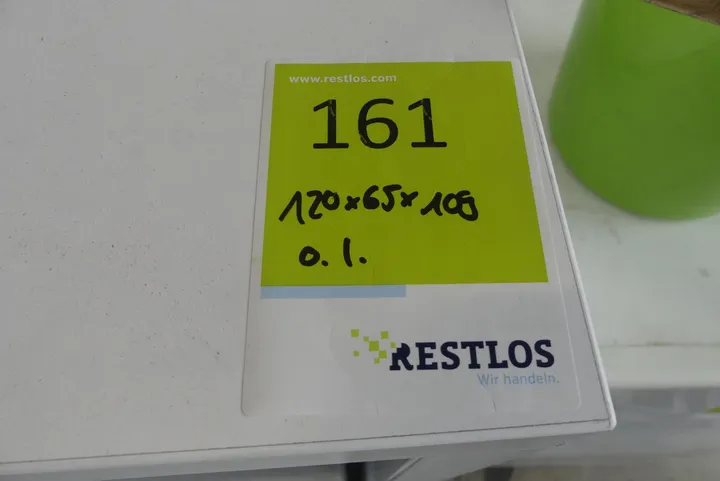 www.restlos.com
161
120x65x105
o. l.
RESTLOS
Wir handeln.